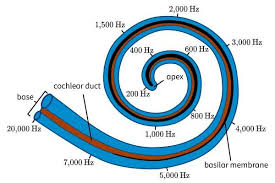 2,000 Hz
1,500 Hz
3,000 Hz
400 Hz
600 Hz
cochlear duct
apex
base
200 Hz
800 Hz
20,000 Hz
1,000 Hz
4,000 Hz
7,000 Hz
basilar membrane
5,000 Hz